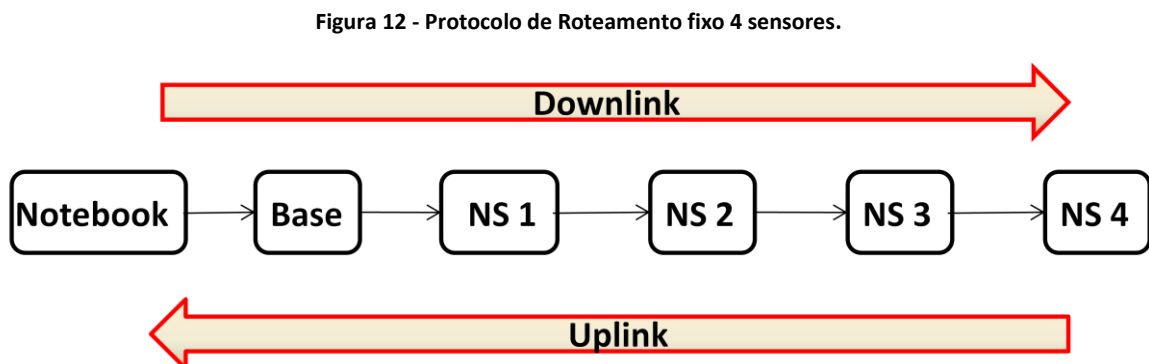 Figura 12 - Protocolo de Roteamento fixo 4 sensores.
Downlink
Notebook Base NS 1 NS 2 NS 3 NS 4
Uplink